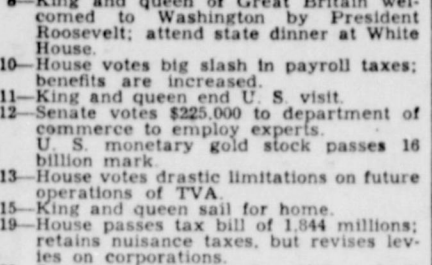 8—King and queen of Great Britain wel-
comed to Washington by President
Roosevelt; attend state dinner at White
House.
10—House votes big slash in payroll taxes;
benefits are increased.
11—King and queen end U. S. visit.
12—Senate votes $225,000 to department of
commerce to employ experts.
U. S. monetary gold stock passes 16
billion mark.
13—House votes drastic limitations on future
operations of TVA.
15—King and queen sail for home.
19—House passes tax bill of 1,844 millions;
retains nuisance taxes, but revises lev-
ies on corporations.